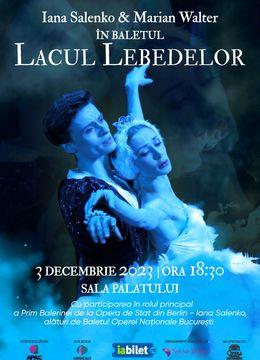 Iana Salenko & Marian Walter
ÎN BALETUL
LACUL LEBEDELOR
3 DECEMBRIE 2023 | ORA 18:30
SALA PALATULUI
Cu participarea în rolul principal
a Prim Balerinei de la Opera de Stat din Berlin – Iana Salenko,
alături de Baletul Operei Naționale București
APAC
iabilet